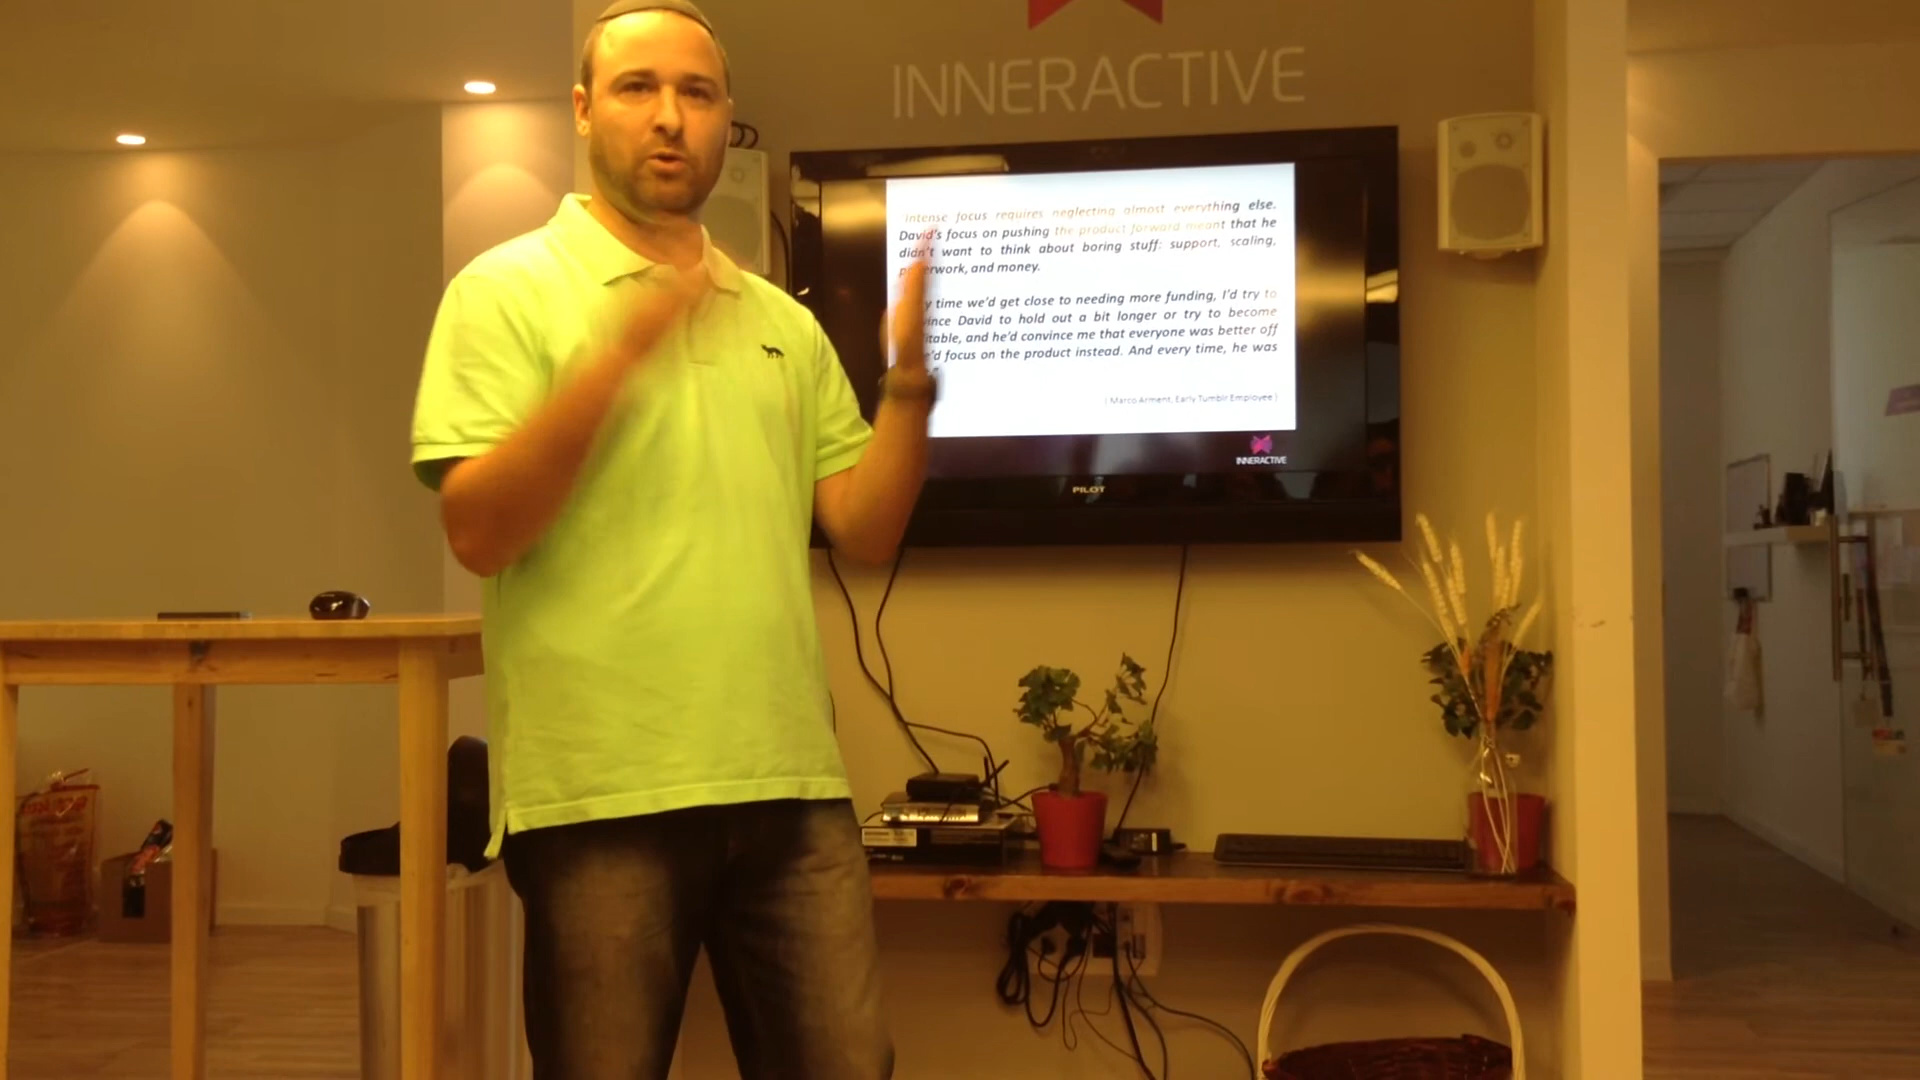 INNERACTIVE
Intense focus requires neglecting almost everything else.
David's focus on pushing the product forward meant that he
didn't want to think about boring stuff: support, scaling,
and money.
time we'd get close to needing more funding, I'd try to
David to hold out a bit longer or try to become
and he'd convince me that everyone was better off
focus on the product instead. And every time, he was
( Marco Arment, Early Tumblr Employee )
INNERACTIVE
PILOT